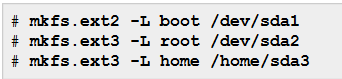 # mkfs.ext2 -L boot /dev/sda1
# mkfs.ext3 -L root /dev/sda2
# mkfs.ext3 -L home /home/sda3